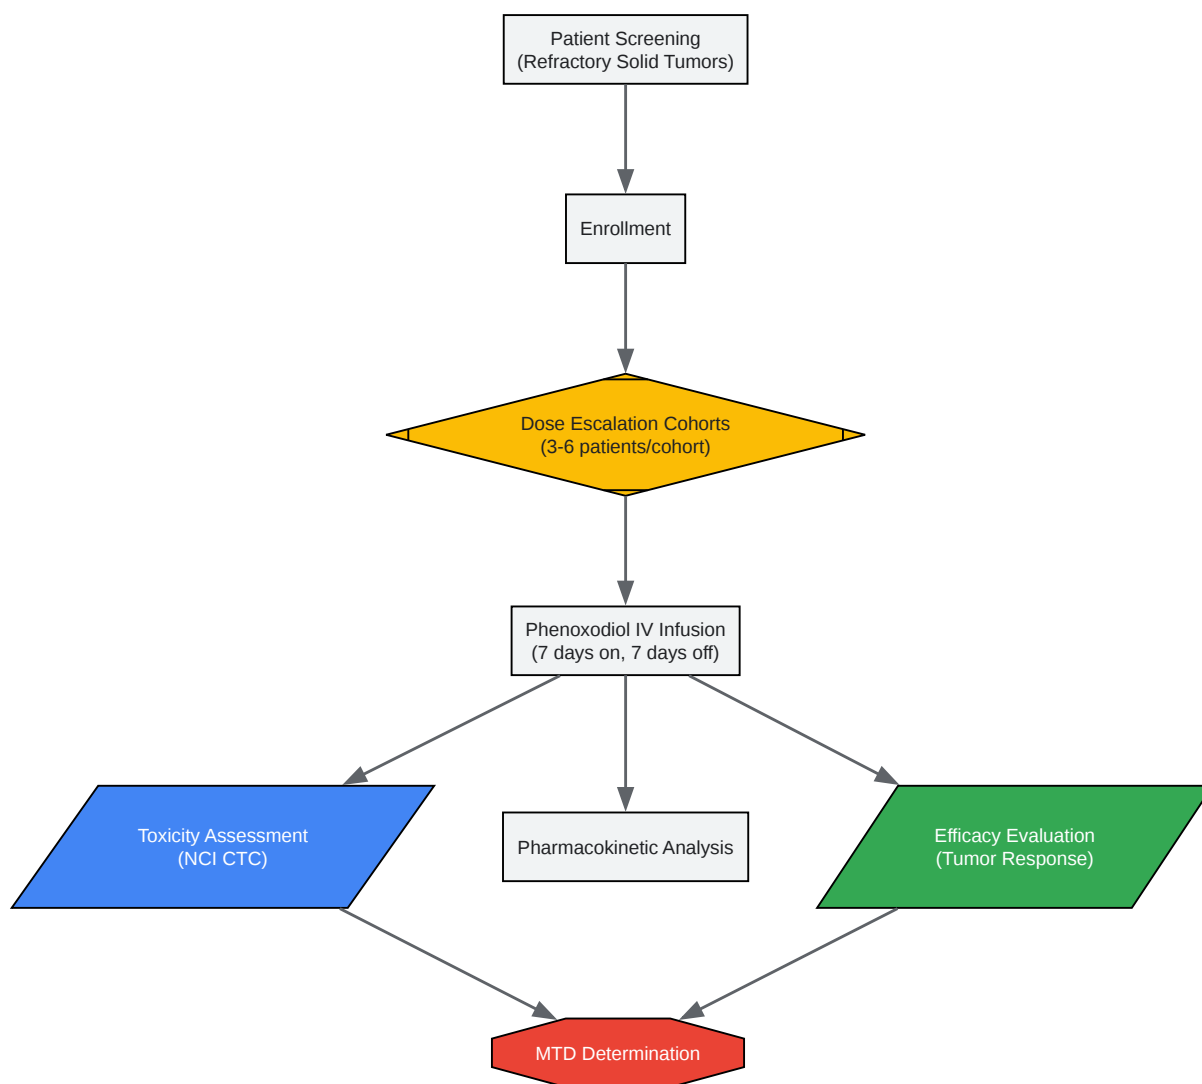 Patient Screening
(Refractory Solid Tumors)
Enrollment
Dose Escalation Cohorts
(3-6 patients/cohort)
Phenoxodiol IV Infusion
(7 days on, 7 days off)
Toxicity Assessment
(NCI CTC)
Pharmacokinetic Analysis
Efficacy Evaluation
(Tumor Response)
MTD Determination